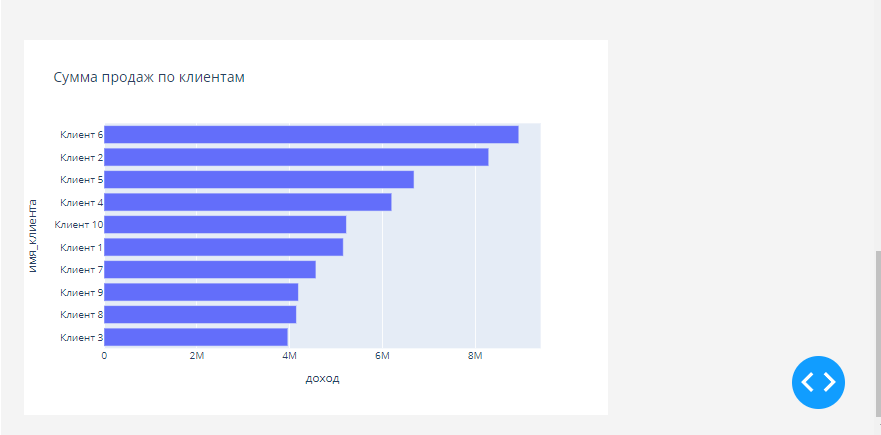 Сумма продаж по клиентам
имя_клиента
Клиент 6
Клиент 2
Клиент 5
Клиент 4
Клиент 10
Клиент 1
Клиент 7
Клиент 9
Клиент 8
Клиент 3
0 2M 4M 6M 8M
доход